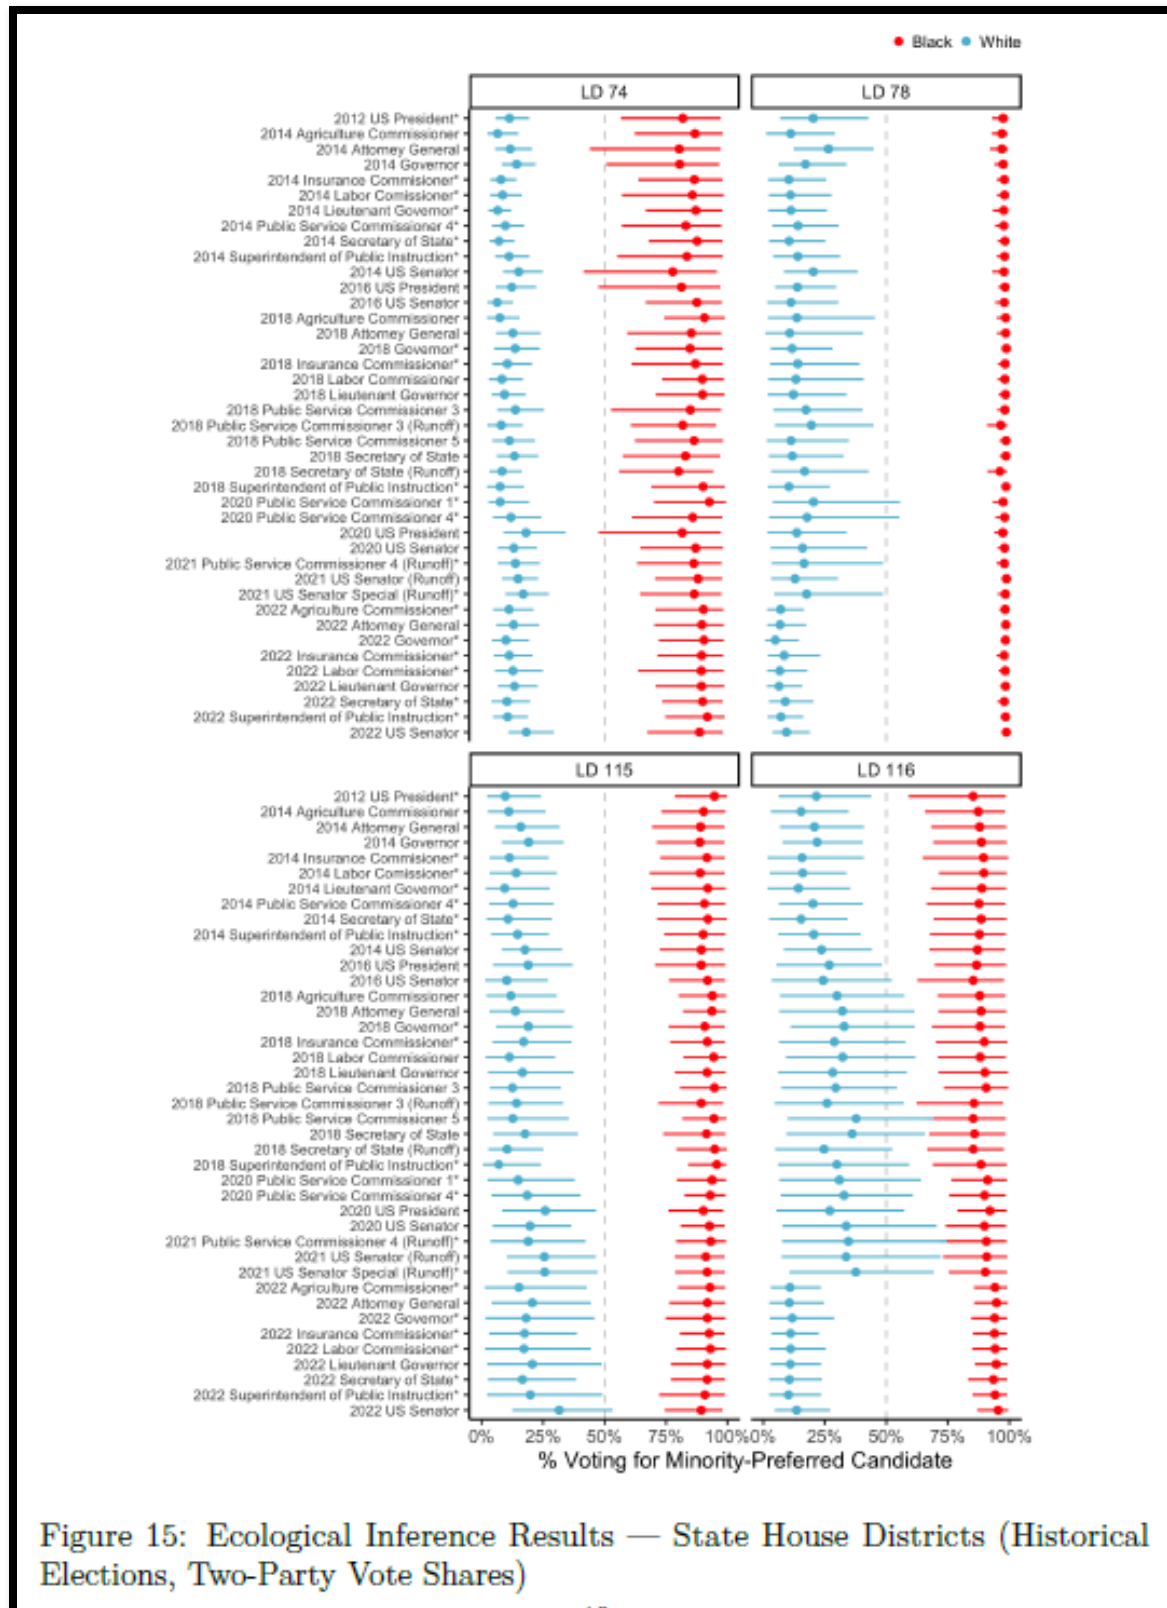 Black White
LD 74 LD 78
2012 US President*
2014 Agriculture Commissioner
2014 Attorney General
2014 Governor
2014 Insurance Commisioner*
2014 Labor Comissioner*
2014 Lieutenant Governor*
2014 Public Service Commissioner 4*
2014 Secretary of State*
2014 Superintendent of Public Instruction*
2014 US Senator
2016 US President
2016 US Senator
2018 Agriculture Commissioner
2018 Attorney General
2018 Governor*
2018 Insurance Commissioner*
2018 Labor Commissioner
2018 Lieutenant Governor
2018 Public Service Commissioner 3
2018 Public Service Commissioner 3 (Runoff)
2018 Public Service Commissioner 5
2018 Secretary of State
2018 Secretary of State (Runoff)
2018 Superintendent of Public Instruction*
2020 Public Service Commissioner 1*
2020 Public Service Commissioner 4*
2020 US President
2020 US Senator
2021 Public Service Commissioner 4 (Runoff)*
2021 US Senator (Runoff)
2021 US Senator Special (Runoff)*
2022 Agriculture Commissioner*
2022 Attorney General
2022 Governor*
2022 Insurance Commissioner*
2022 Labor Commissioner*
2022 Lieutenant Governor
2022 Secretary of State*
2022 Superintendent of Public Instruction*
2022 US Senator
LD 115 LD 116
2012 US President*
2014 Agriculture Commissioner
2014 Attorney General
2014 Governor
2014 Insurance Commisioner*
2014 Labor Comissioner*
2014 Lieutenant Governor*
2014 Public Service Commissioner 4*
2014 Secretary of State*
2014 Superintendent of Public Instruction*
2014 US Senator
2016 US President
2016 US Senator
2018 Agriculture Commissioner
2018 Attorney General
2018 Governor*
2018 Insurance Commissioner*
2018 Labor Commissioner
2018 Lieutenant Governor
2018 Public Service Commissioner 3
2018 Public Service Commissioner 3 (Runoff)
2018 Public Service Commissioner 5
2018 Secretary of State
2018 Secretary of State (Runoff)
2018 Superintendent of Public Instruction*
2020 Public Service Commissioner 1*
2020 Public Service Commissioner 4*
2020 US President
2020 US Senator
2021 Public Service Commissioner 4 (Runoff)*
2021 US Senator (Runoff)
2021 US Senator Special (Runoff)*
2022 Agriculture Commissioner*
2022 Attorney General
2022 Governor*
2022 Insurance Commissioner*
2022 Labor Commissioner*
2022 Lieutenant Governor
2022 Secretary of State*
2022 Superintendent of Public Instruction*
2022 US Senator
0% 25% 50% 75% 100% 0% 25% 50% 75% 100%
% Voting for Minority-Preferred Candidate
Figure 15: Ecological Inference Results — State House Districts (Historical
Elections, Two-Party Vote Shares)